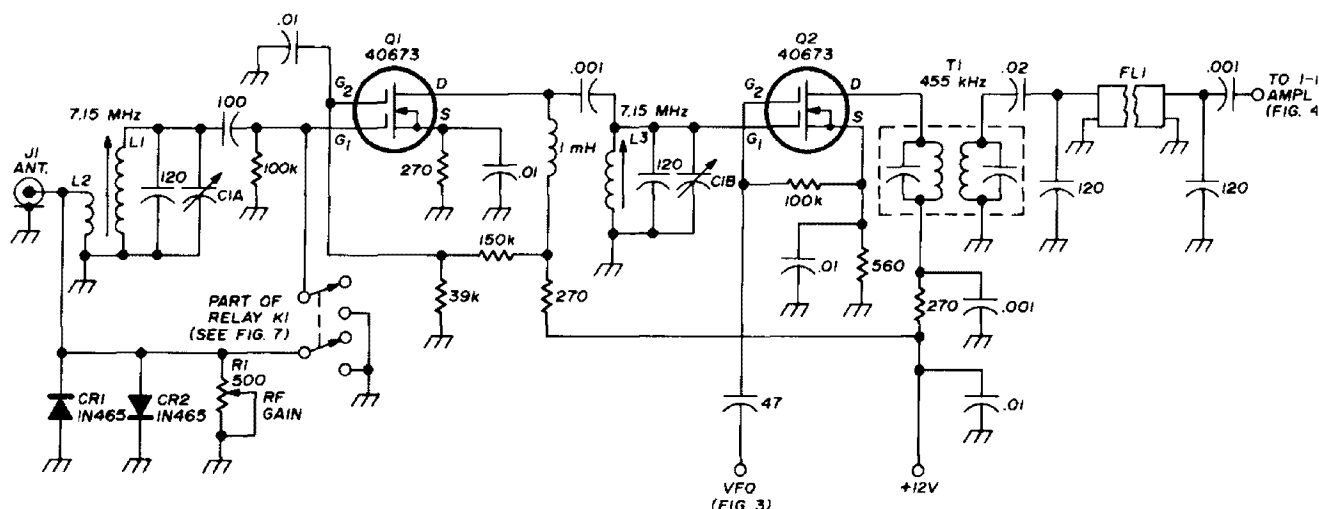 .01
Q1
40673
G2
D
S
G1
7.15 MHz
100
L1
J1
ANT.
L2
120
C1A
100k
270
.01
1 mH
.001
7.15 MHz
L3
120
C1B
Q2
40673
G2
D
S
G1
100k
.01
560
T1
455 kHz
.02
FL1
.001
TO 1-1
AMPL
(FIG. 4
120
120
150k
39k
270
270
.001
.01
PART OF
RELAY K1
(SEE FIG. 7)
CR1
1N465
CR2
1N465
R1
500
RF
GAIN
47
VFO
(FIG. 3)
+12V